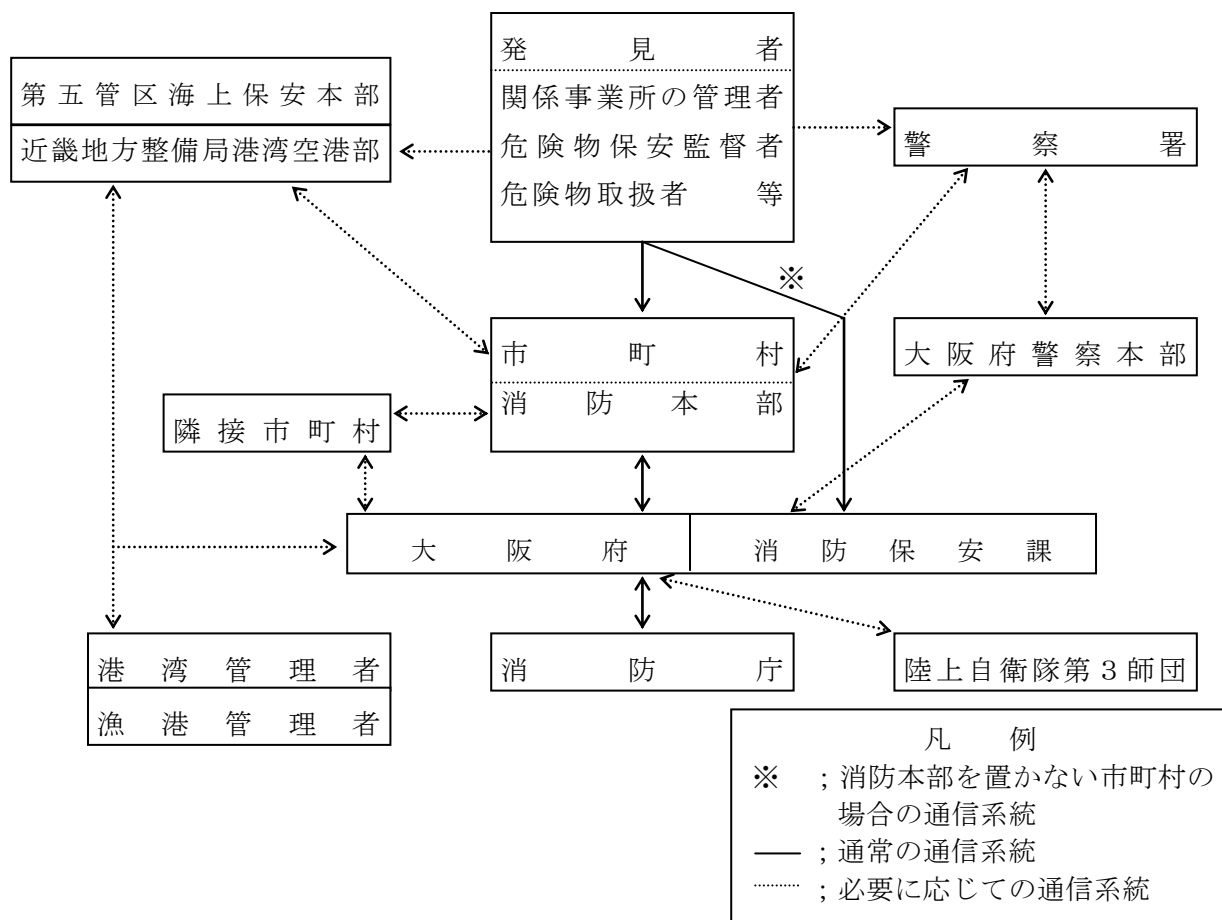 発見者
関係事業所の管理者
危険物保安監督者
危険物取扱者 等
第五管区海上保安本部
近畿地方整備局港湾空港部
警察署
※
市町村
消防本部
大阪府警察本部
隣接市町村
大阪府 消防保安課
港湾管理者
漁港管理者
消防庁
陸上自衛隊第3師団
凡例
※ ;消防本部を置かない市町村の
場合の通信系統
;通常の通信系統
;必要に応じての通信系統